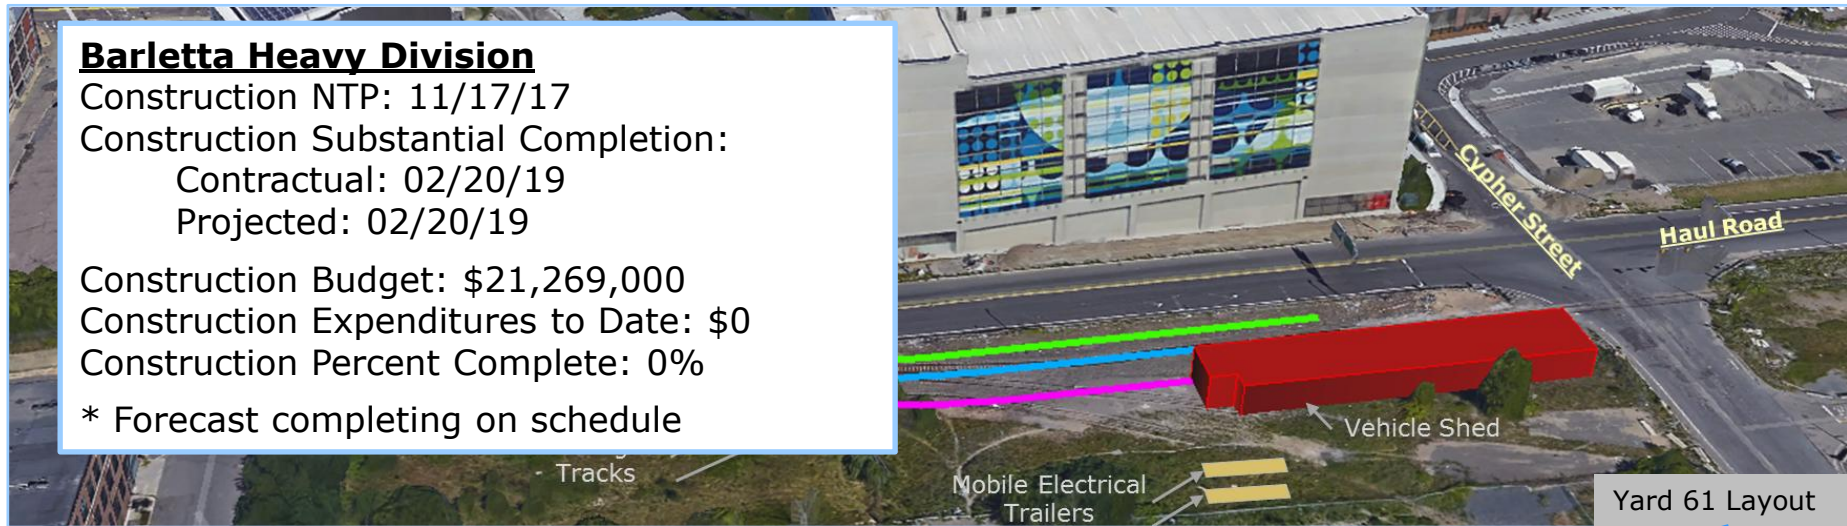 Barletta Heavy Division
Construction NTP: 11/17/17
Construction Substantial Completion:
Contractual: 02/20/19
Projected: 02/20/19
Construction Budget: $21,269,000
Construction Expenditures to Date: $0
Construction Percent Complete: 0%
* Forecast completing on schedule
Cypher Street
Haul Road
Vehicle Shed
Tracks
Mobile Electrical
Trailers
Yard 61 Layout